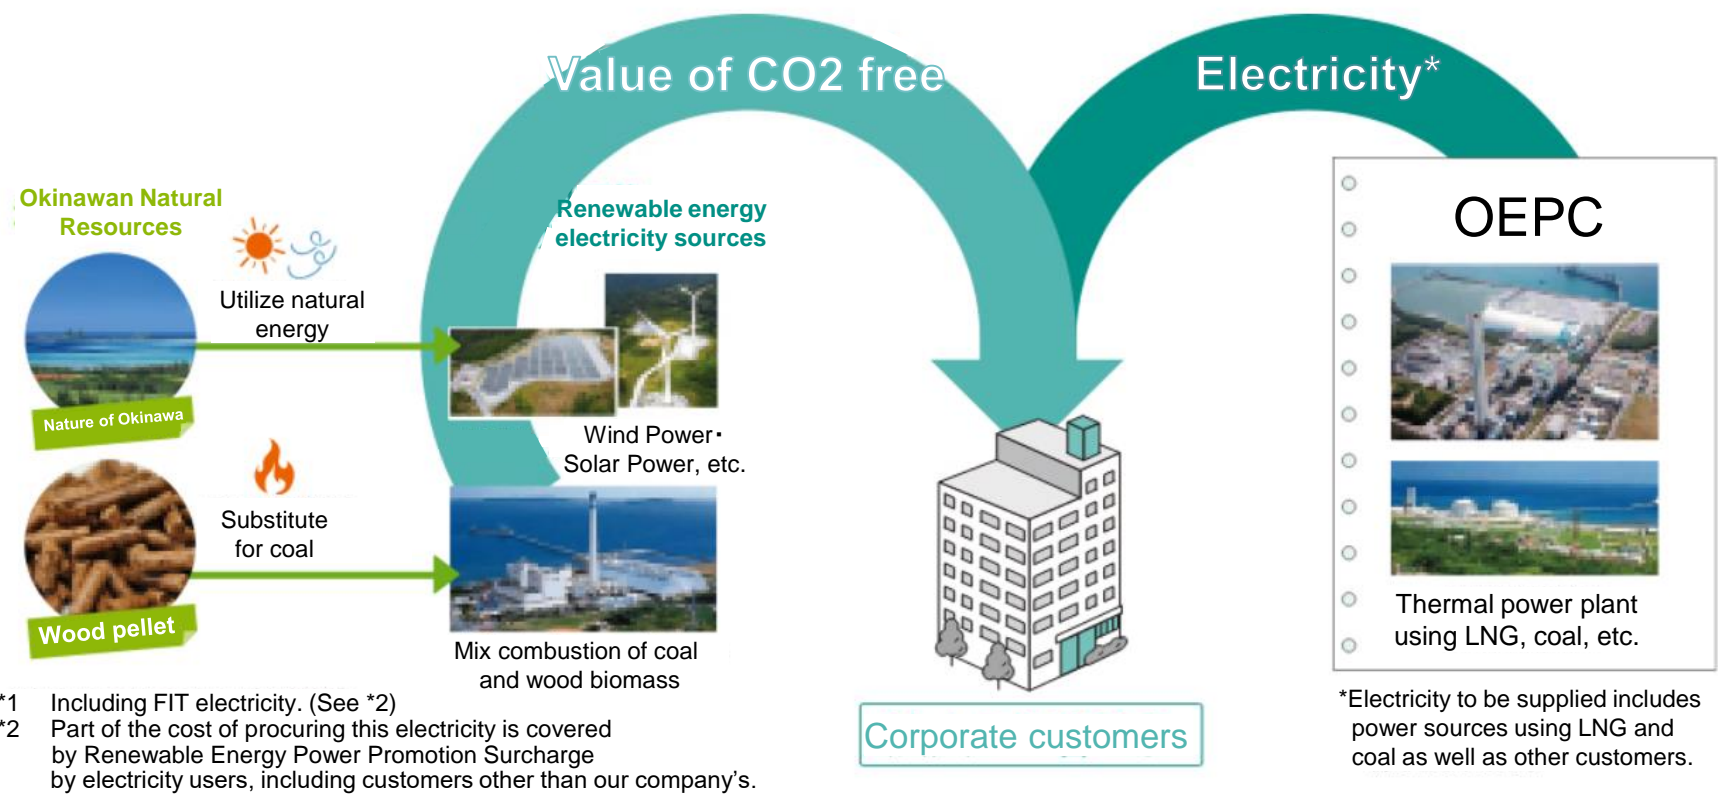 Value of CO2 free
Electricity*
Okinawan Natural
Resources
Utilize natural
energy
Nature of Okinawa
Substitute
for coal
Wood pellet
Renewable energy
electricity sources
Wind Power・
Solar Power, etc.
Mix combustion of coal
and wood biomass
Corporate customers
OEPC
Thermal power plant
using LNG, coal, etc.
*Electricity to be supplied includes
power sources using LNG and
coal as well as other customers.
*1 Including FIT electricity. (See *2)
*2 Part of the cost of procuring this electricity is covered
by Renewable Energy Power Promotion Surcharge
by electricity users, including customers other than our company’s.